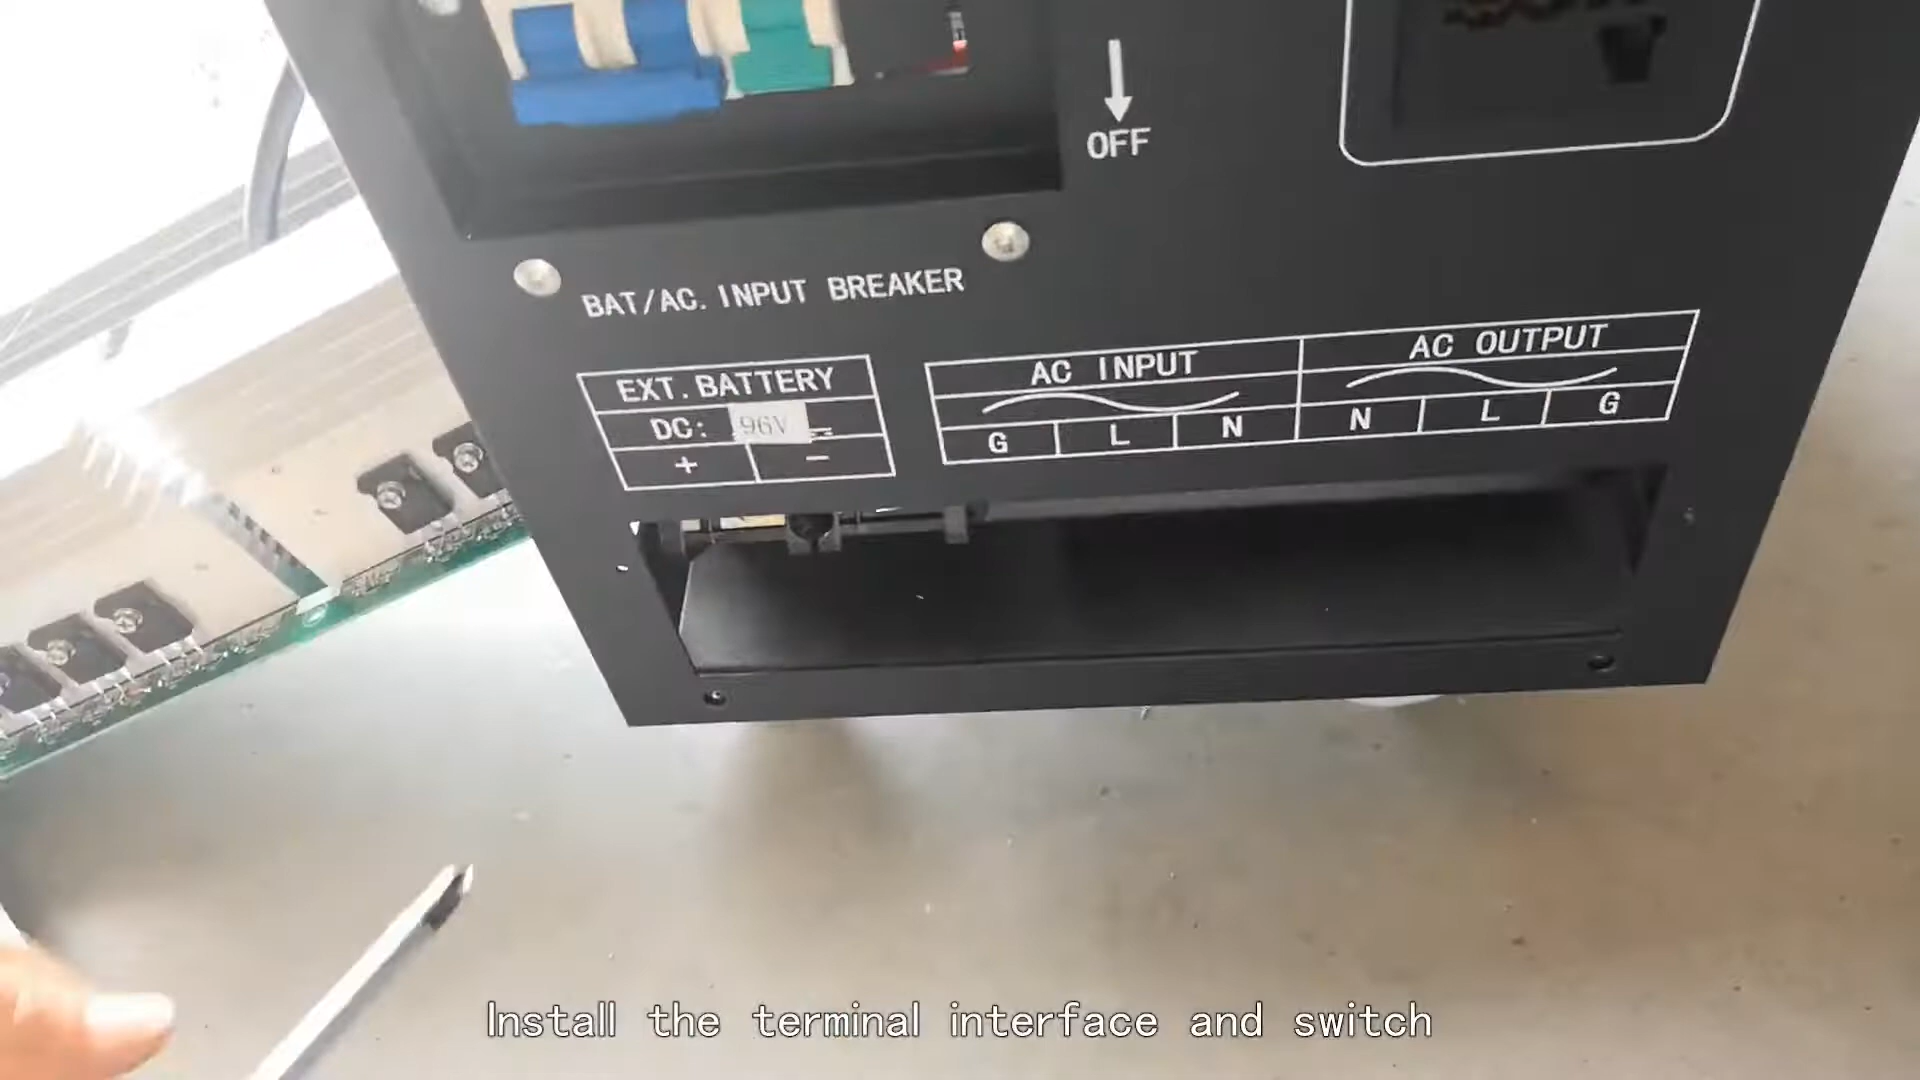 OFF
BAT/AC. INPUT BREAKER
EXT. BATTERY
DC: 96V
+ -
AC INPUT
G L N
AC OUTPUT
N L G
Install the terminal interface and switch